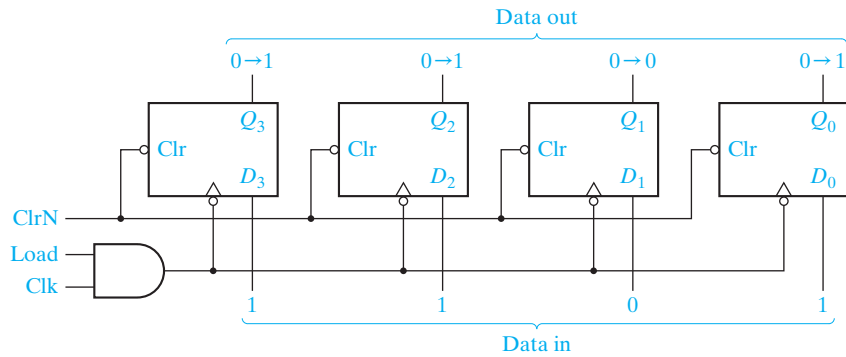 Data out
0→1 0→1 0→0 0→1
Q3 Q2 Q1 Q0
Clr Clr Clr Clr
D3 D2 D1 D0
ClrN
Load
Clk
1 1 0 1
Data in